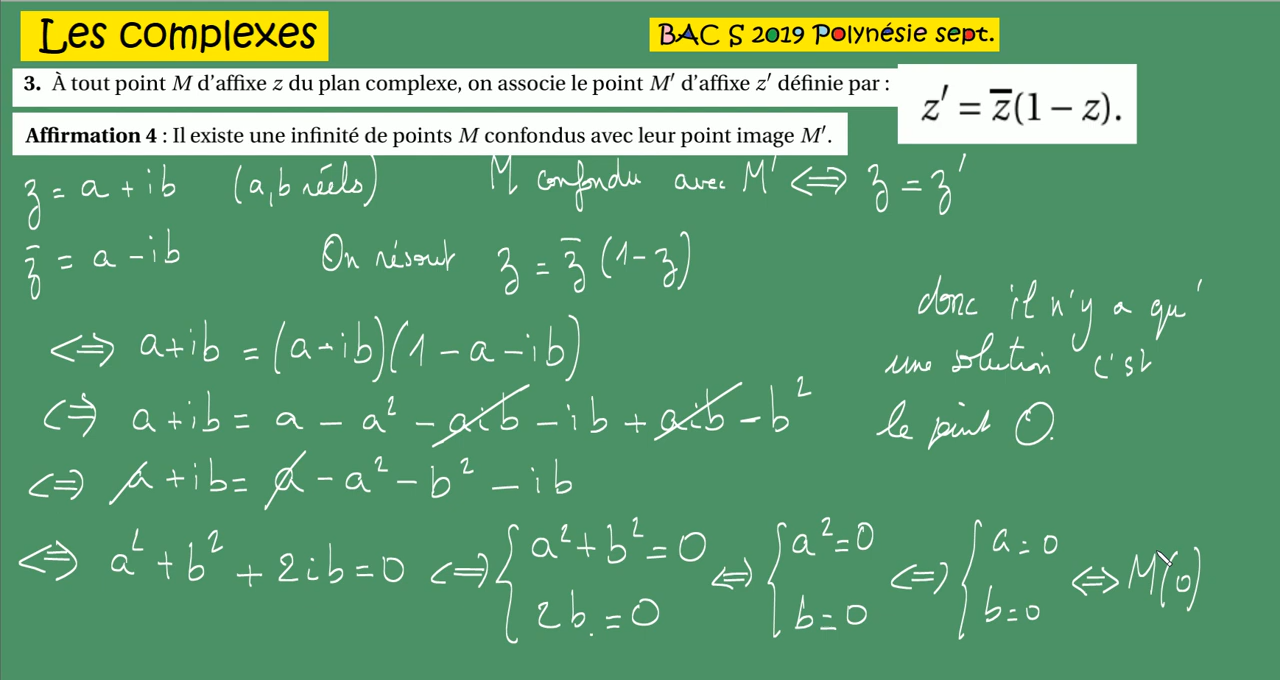 Les complexes
BAC S 2019 Polynésie sept.
3. À tout point M d'affixe z du plan complexe, on associe le point M′ d'affixe z′ définie par :
z′ = z̅(1 − z).
Affirmation 4 : Il existe une infinité de points M confondus avec leur point image M′.
z = a + ib (a, b réels) M confondu avec M' ⇔ z = z'
z̅ = a - ib On résout z = z̅ (1 - z)
⇔ a+ib = (a-ib)(1 - a - ib)
⇔ a+ib = a - a² - aib - ib + aib - b²
⇔ a+ib = a - a² - b² - ib
⇔ a² + b² + 2ib = 0 ⇔ { a² + b² = 0 ⇔ { a² = 0 ⇔ { a = 0 ⇔ M(0)
2b = 0 b = 0 b = 0
donc il n'y a qu'
une solution c'est
le point O.